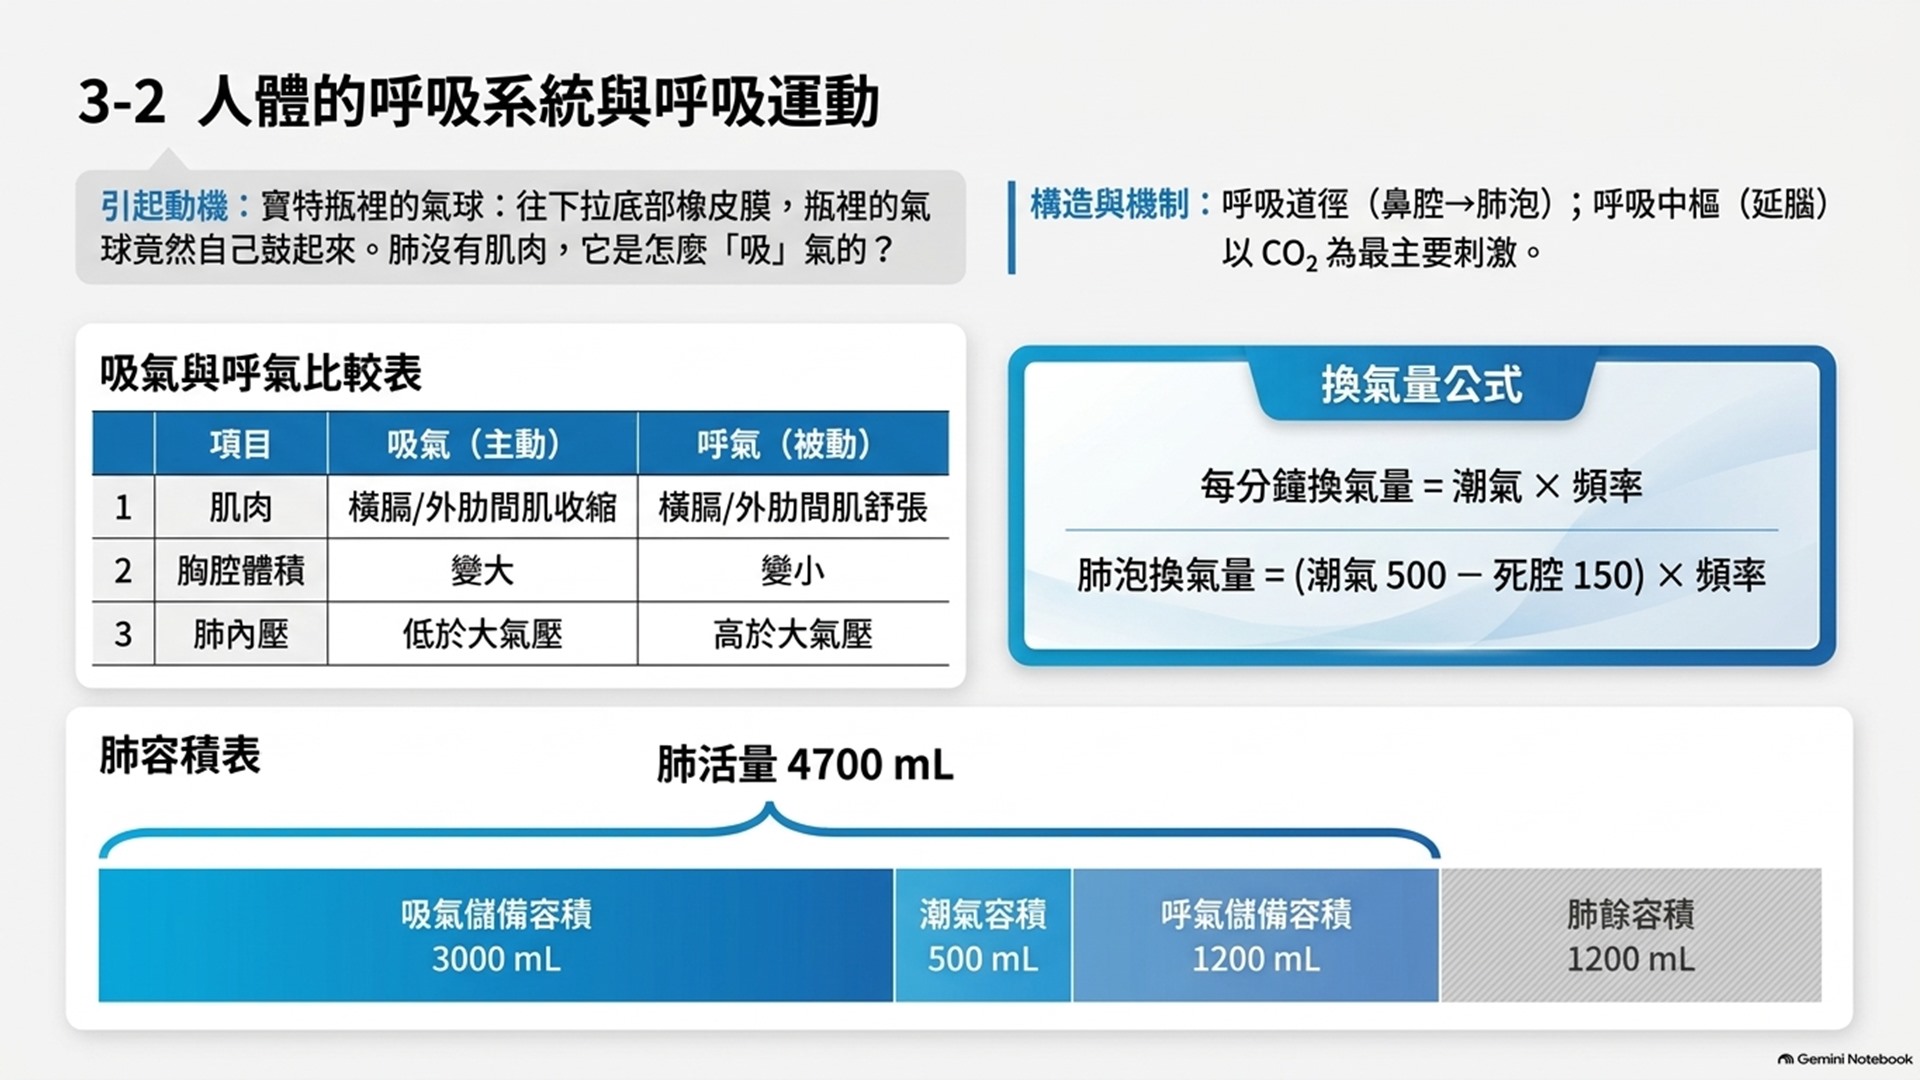 3-2 人體的呼吸系統與呼吸運動
引起動機：寶特瓶裡的氣球：往下拉底部橡皮膜，瓶裡的氣
球竟然自己鼓起來。肺沒有肌肉，它是怎麼「吸」氣的？
構造與機制：呼吸道徑（鼻腔→肺泡）；呼吸中樞（延腦）
以 CO₂ 為最主要刺激。
吸氣與呼氣比較表
項目 吸氣（主動） 呼氣（被動）
1 肌肉 橫膈/外肋間肌收縮 橫膈/外肋間肌舒張
2 胸腔體積 變大 變小
3 肺內壓 低於大氣壓 高於大氣壓
換氣量公式
每分鐘換氣量 = 潮氣 × 頻率
肺泡換氣量 = (潮氣 500 − 死腔 150) × 頻率
肺容積表
肺活量 4700 mL
吸氣儲備容積 潮氣容積 呼氣儲備容積 肺餘容積
3000 mL 500 mL 1200 mL 1200 mL
Gemini Notebook